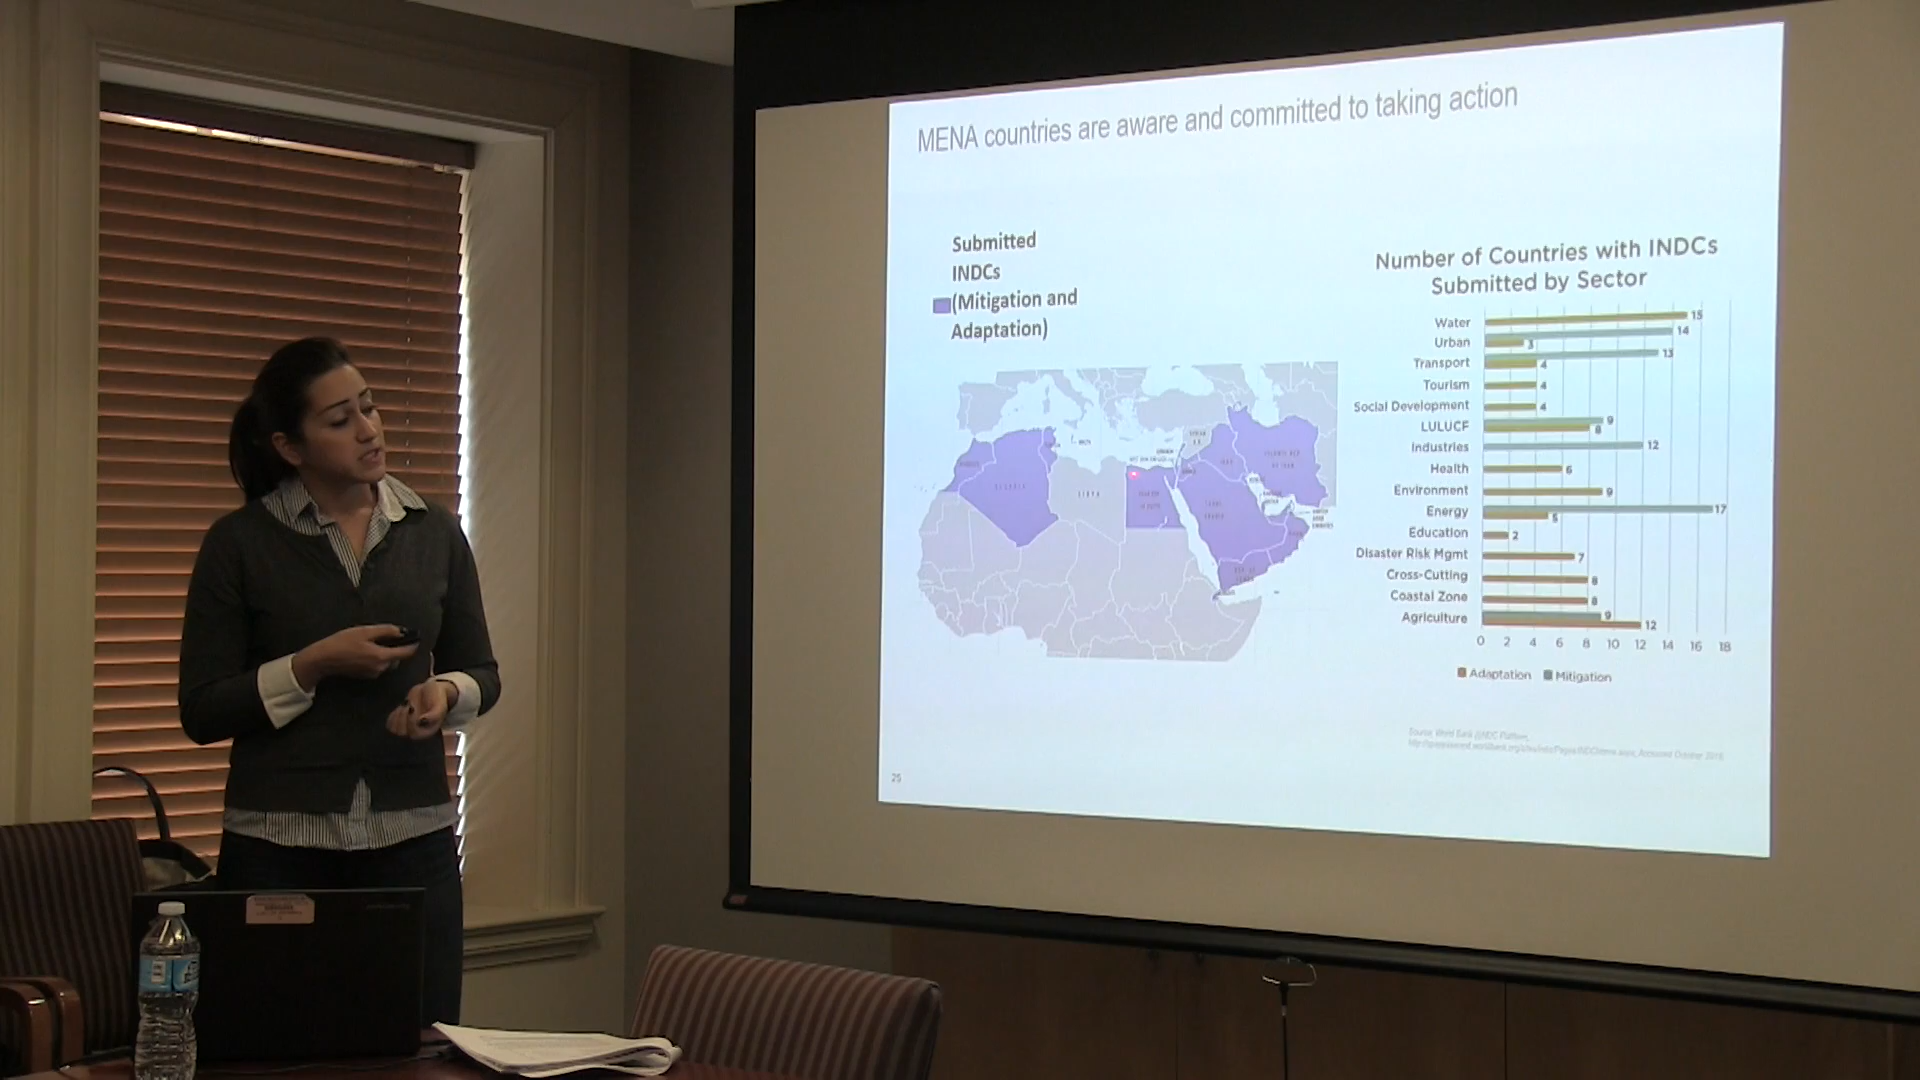 MENA countries are aware and committed to taking action
Submitted
INDCs
(Mitigation and
Adaptation)
Number of Countries with INDCs
Submitted by Sector
Water 15
14
Urban 3
13
Transport 4
Tourism 4
Social Development 4
9
LULUCF 8
Industries 12
Health 6
Environment 9
Energy 17
5
Education 2
Disaster Risk Mgmt 7
Cross-Cutting 8
Coastal Zone 8
Agriculture 9
12
0 2 4 6 8 10 12 14 16 18
Adaptation Mitigation
LIBYA
ALGERIA
25